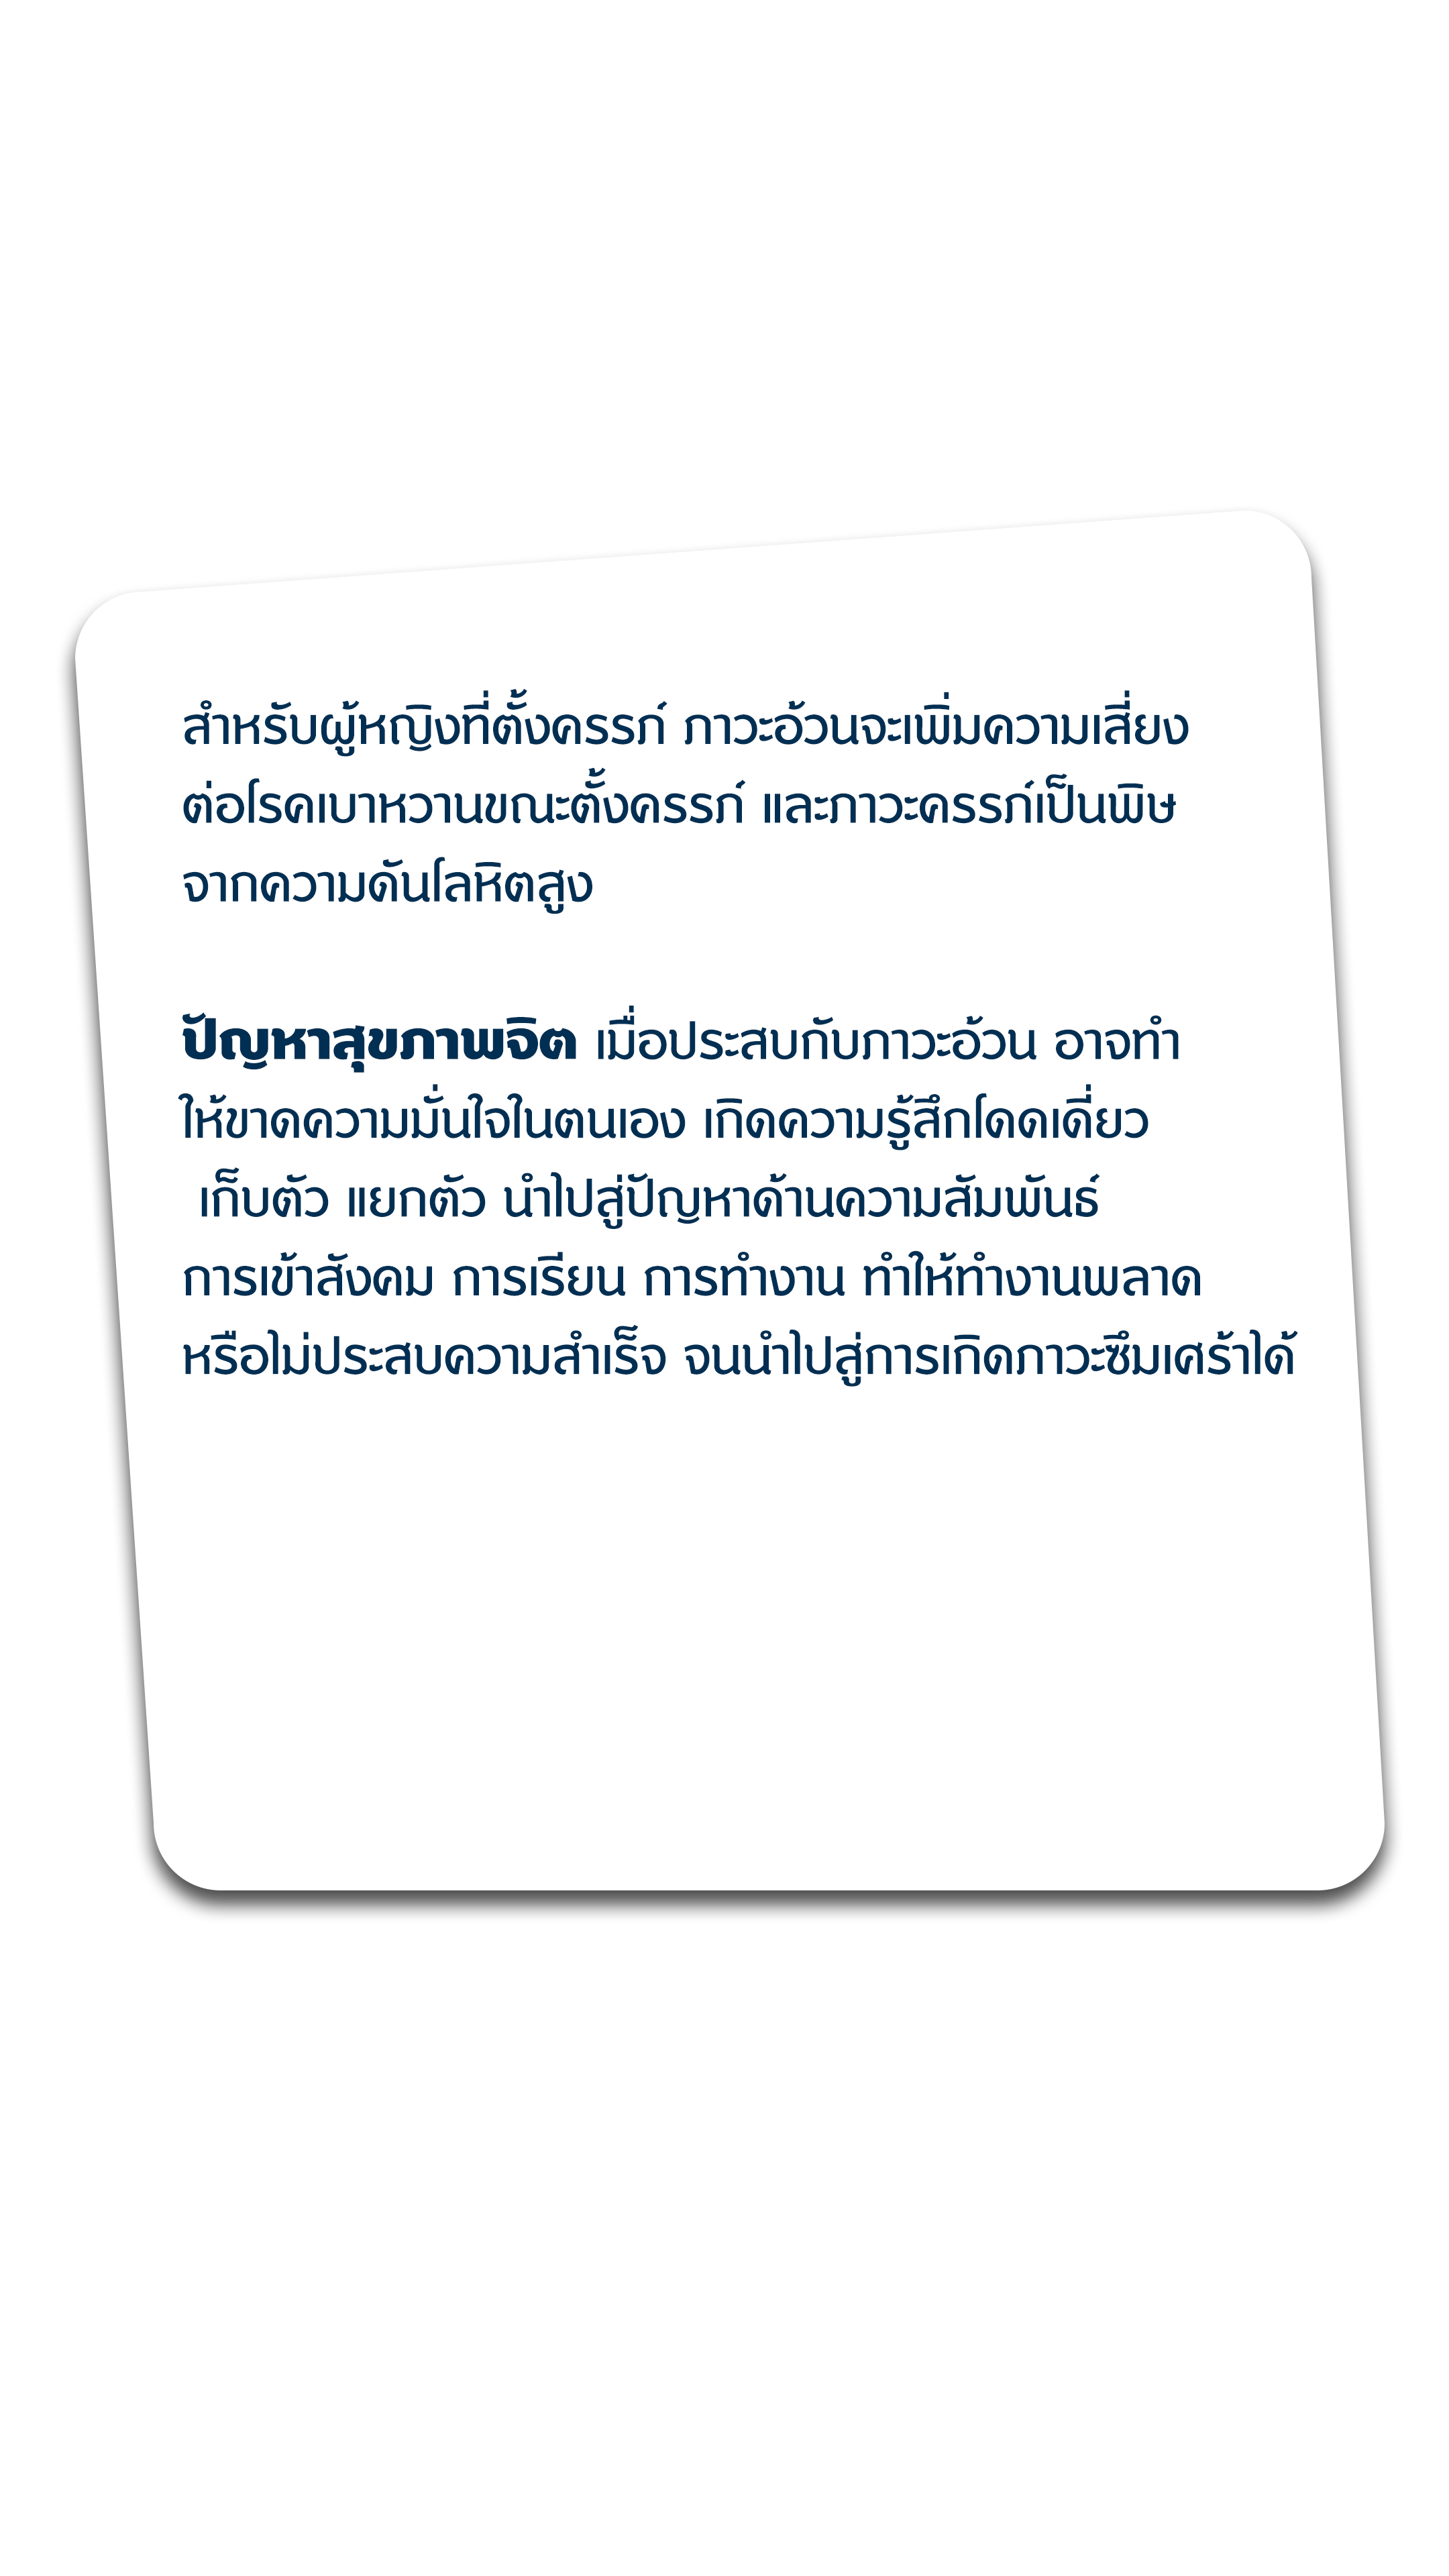 สำหรับผู้หญิงที่ตั้งครรภ์ ภาวะอ้วนจะเพิ่มความเสี่ยง
ต่อโรคเบาหวานขณะตั้งครรภ์ และภาวะครรภ์เป็นพิษ
จากความดันโลหิตสูง
ปัญหาสุขภาพจิต เมื่อประสบกับภาวะอ้วน อาจทำ
ให้ขาดความมั่นใจในตนเอง เกิดความรู้สึกโดดเดี่ยว
เก็บตัว แยกตัว นำไปสู่ปัญหาด้านความสัมพันธ์
การเข้าสังคม การเรียน การทำงาน ทำให้ทำงานพลาด
หรือไม่ประสบความสำเร็จ จนนำไปสู่การเกิดภาวะซึมเศร้าได้